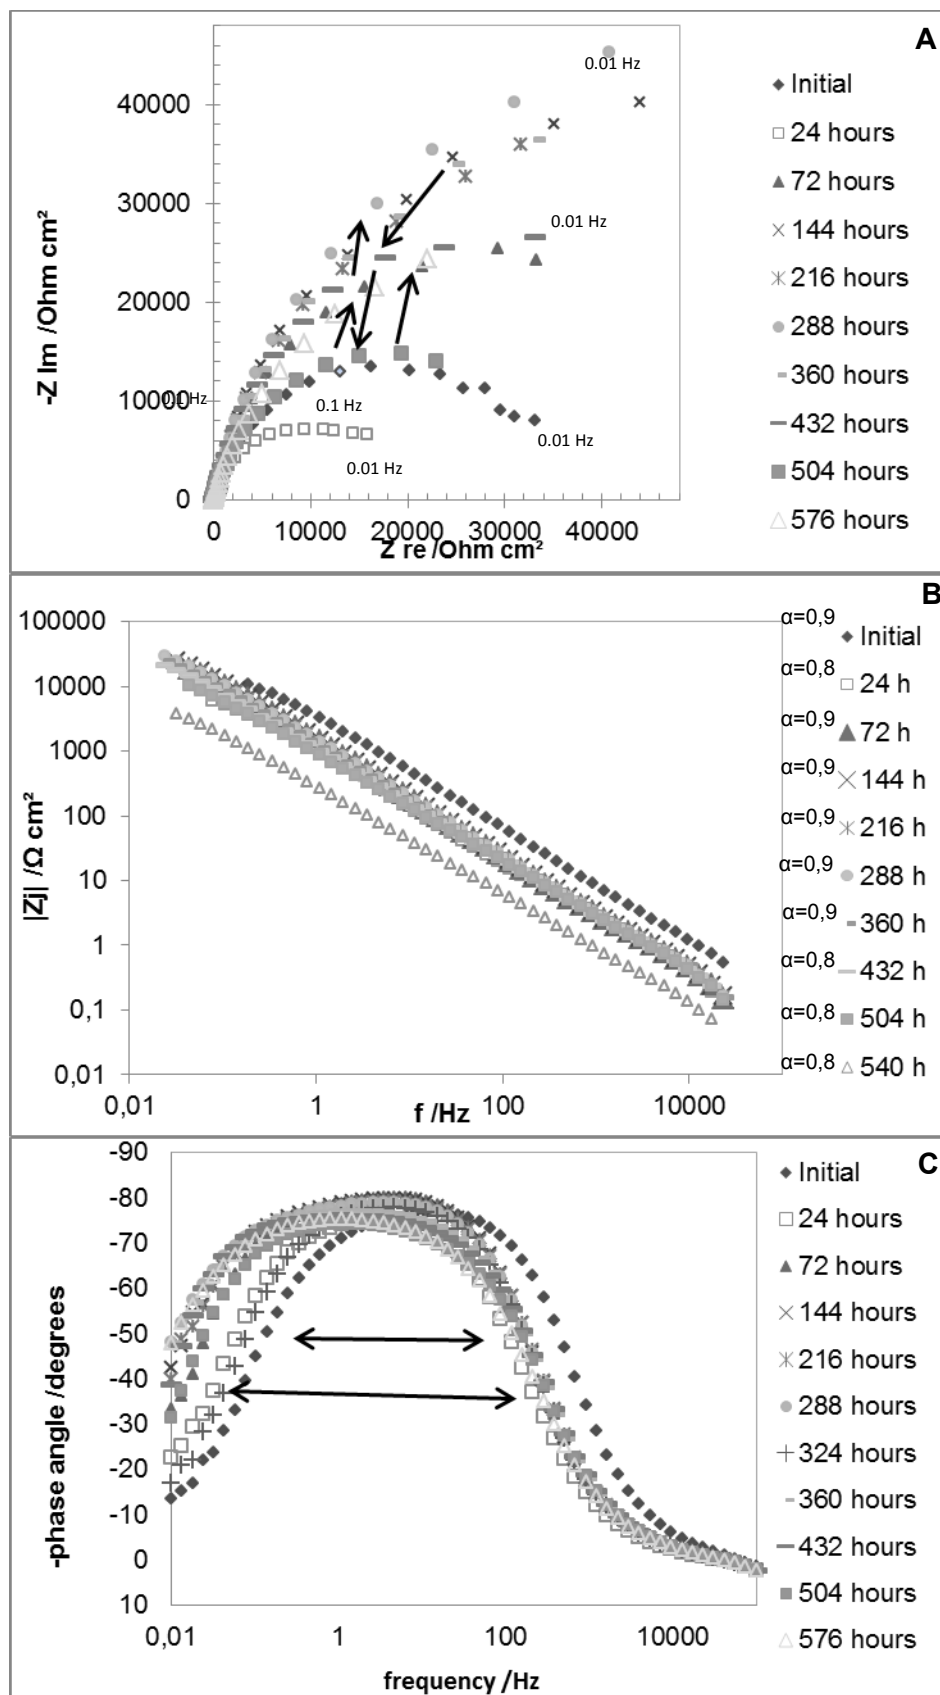 A
0.01 Hz
Initial
24 hours
72 hours
144 hours
216 hours
288 hours
360 hours
432 hours
504 hours
576 hours
-Z Im /Ohm cm²
40000
30000
20000
10000
0
0.01 Hz
0.1 Hz
0.1 Hz
0.01 Hz
0.01 Hz
0 10000 20000 30000 40000
Z re /Ohm cm²
B
|Zj| /Ω cm²
100000
10000
1000
100
10
1
0,1
0,01
0,01 1 100 10000
f /Hz
α=0,9 Initial
α=0,8 24 h
α=0,9 72 h
α=0,9 144 h
α=0,9 216 h
α=0,9 288 h
α=0,9 360 h
α=0,8 432 h
α=0,8 504 h
α=0,8 540 h
C
-phase angle /degrees
-90
-80
-70
-60
-50
-40
-30
-20
-10
0
10
0,01 1 100 10000
frequency /Hz
Initial
24 hours
72 hours
144 hours
216 hours
288 hours
324 hours
360 hours
432 hours
504 hours
576 hours